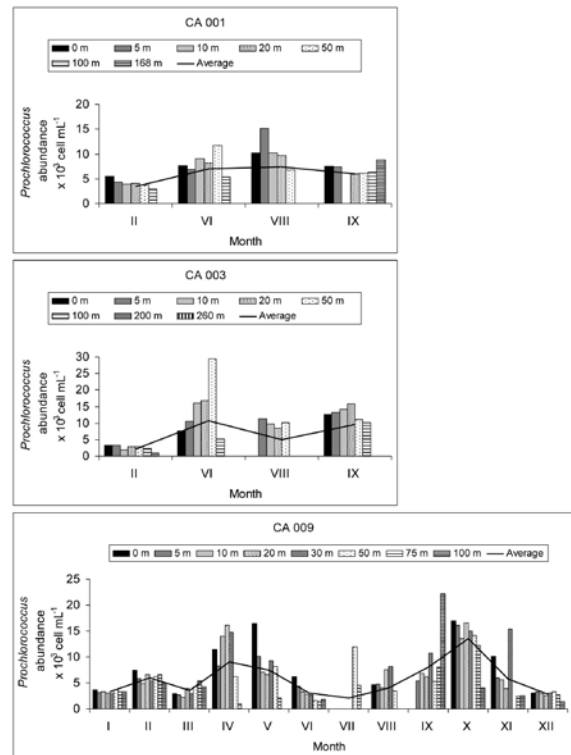 CA 001
0 m 5 m 10 m 20 m 50 m
100 m 168 m Average
Prochlorococcus
abundance
x 10³ cell mL⁻¹
20
15
10
5
0
II VI VIII IX
Month
CA 003
0 m 5 m 10 m 20 m 50 m
100 m 200 m 260 m Average
Prochlorococcus
abundance
x 10³ cell mL⁻¹
30
25
20
15
10
5
0
II VI VIII IX
Month
CA 009
0 m 5 m 10 m 20 m 30 m 50 m 75 m 100 m Average
Prochlorococcus
abundance
x 10³ cell mL⁻¹
25
20
15
10
5
0
I II III IV V VI VII VIII IX X XI XII
Month